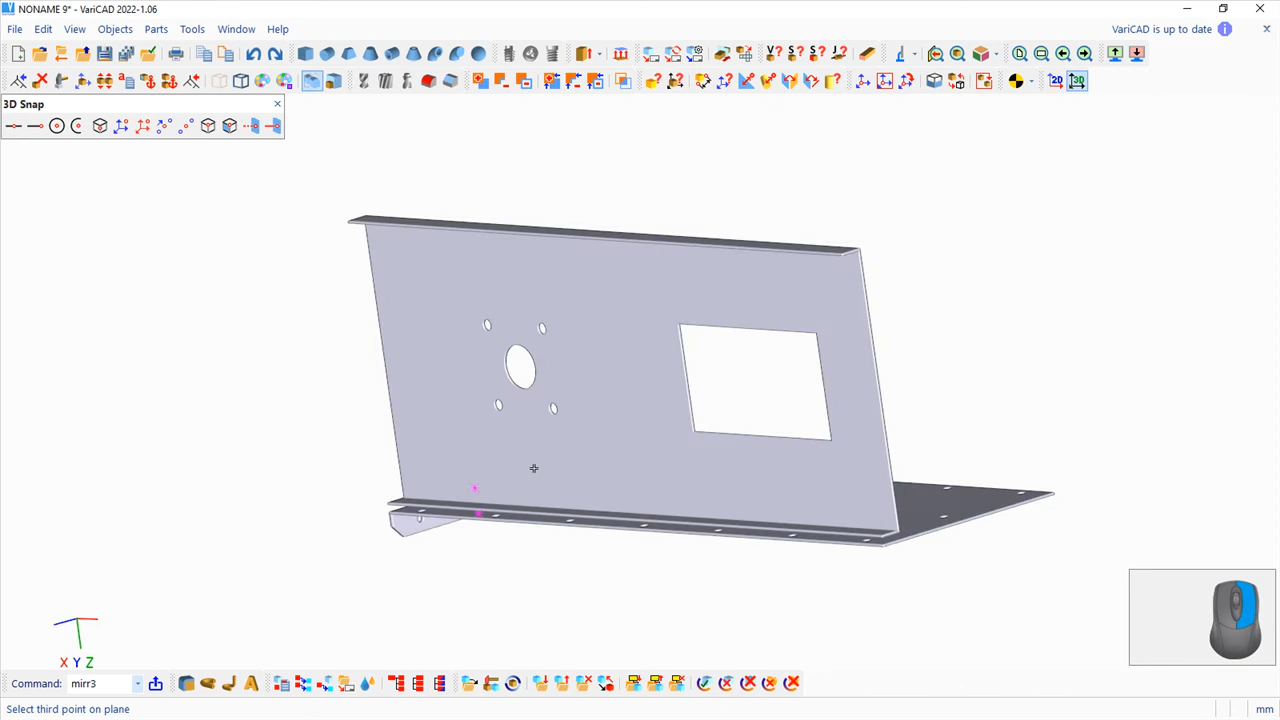 NONAME 9* - VariCAD 2022-1.06
File Edit View Objects Parts Tools Window Help
VariCAD is up to date
3D Snap
X Y Z
Command: mirr3
Select third point on plane
mm